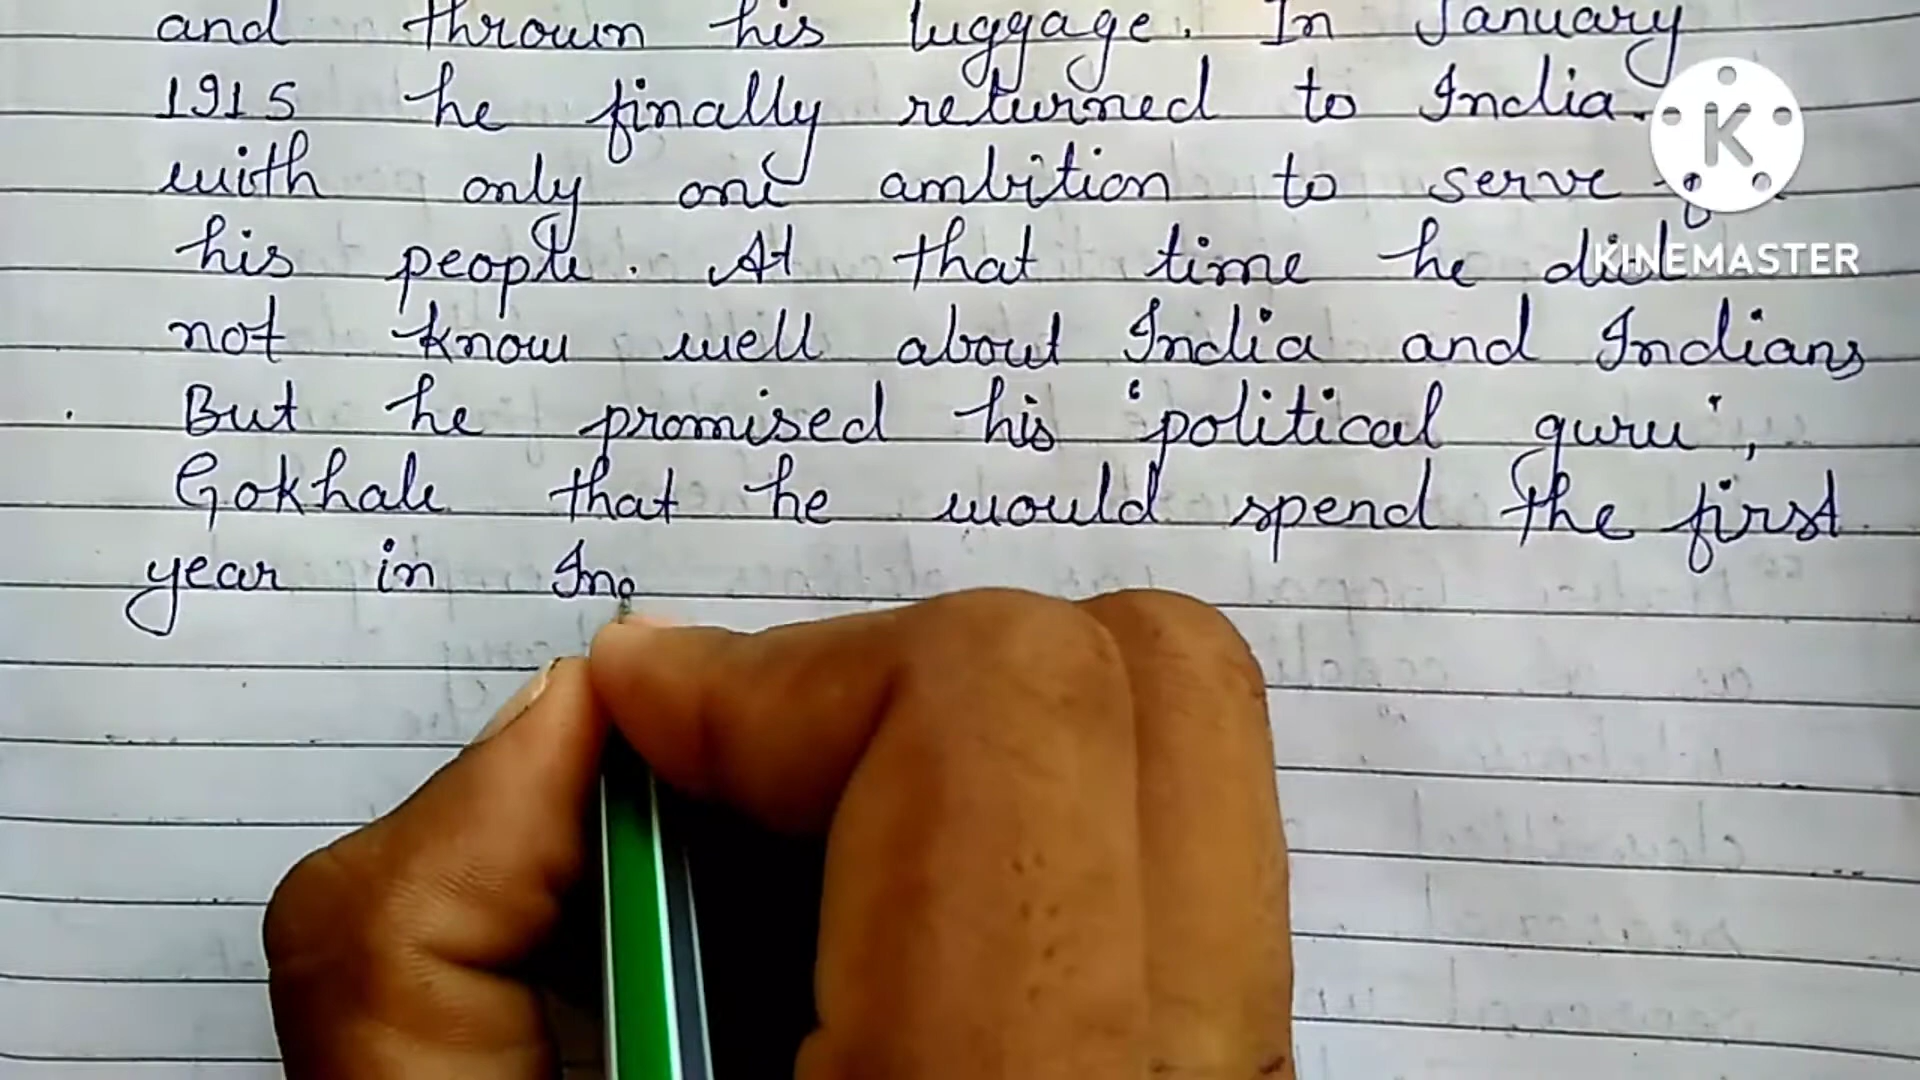 and thrown his luggage. In January
1915 he finally returned to India.
with only one ambition to serve
his people. At that time he did
not know well about India and Indians
. But he promised his 'political guru',
Gokhale that he would spend the first
year in Ind
K
KINEMASTER